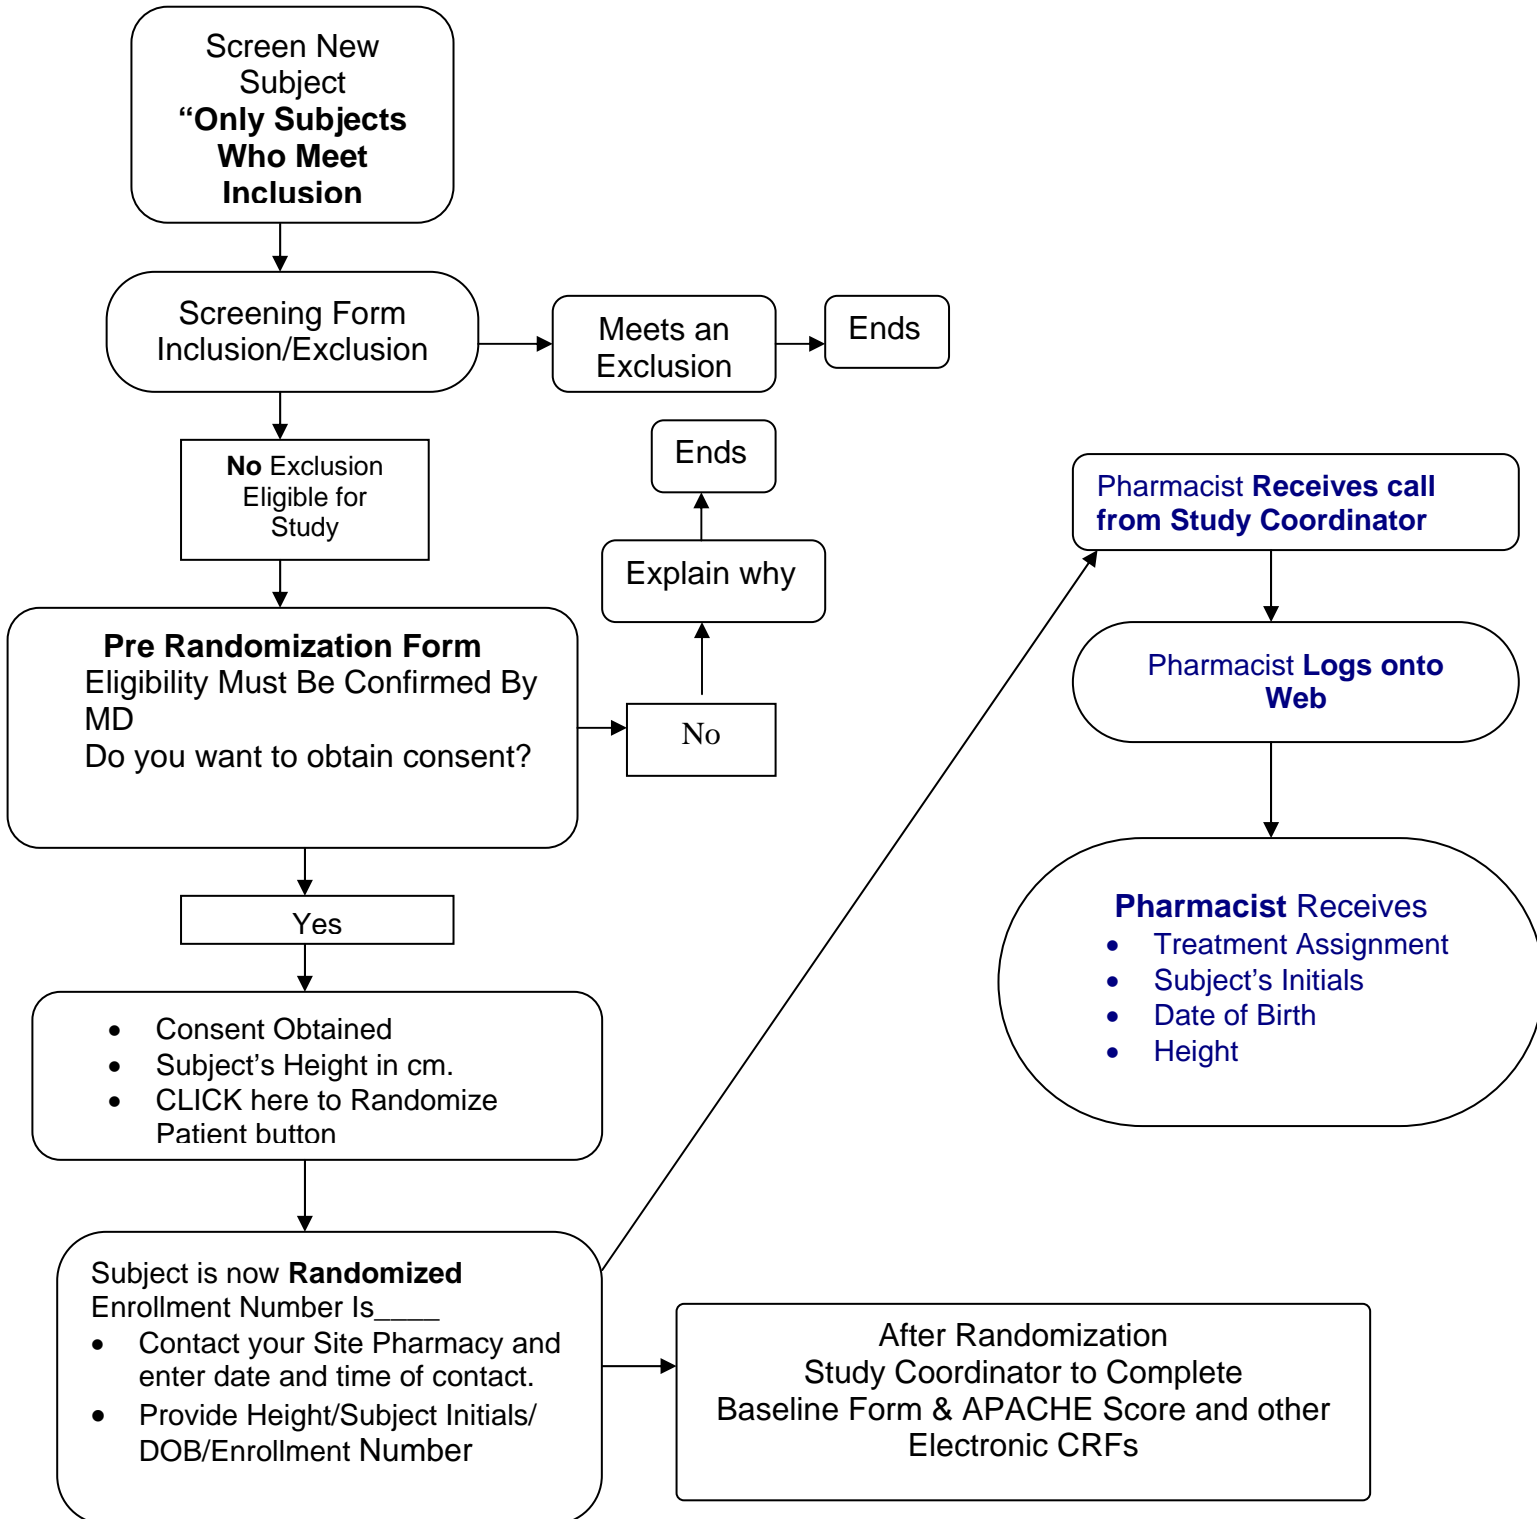 Screen New
Subject
“Only Subjects
Who Meet
Inclusion
Screening Form
Inclusion/Exclusion
Meets an
Exclusion
Ends
No Exclusion
Eligible for
Study
Ends
Explain why
Pre Randomization Form
Eligibility Must Be Confirmed By
MD
Do you want to obtain consent?
No
Yes
• Consent Obtained
• Subject’s Height in cm.
• CLICK here to Randomize
Patient button
Subject is now Randomized
Enrollment Number Is____
• Contact your Site Pharmacy and
enter date and time of contact.
• Provide Height/Subject Initials/
DOB/Enrollment Number
After Randomization
Study Coordinator to Complete
Baseline Form & APACHE Score and other
Electronic CRFs
Pharmacist Receives call
from Study Coordinator
Pharmacist Logs onto
Web
Pharmacist Receives
• Treatment Assignment
• Subject’s Initials
• Date of Birth
• Height